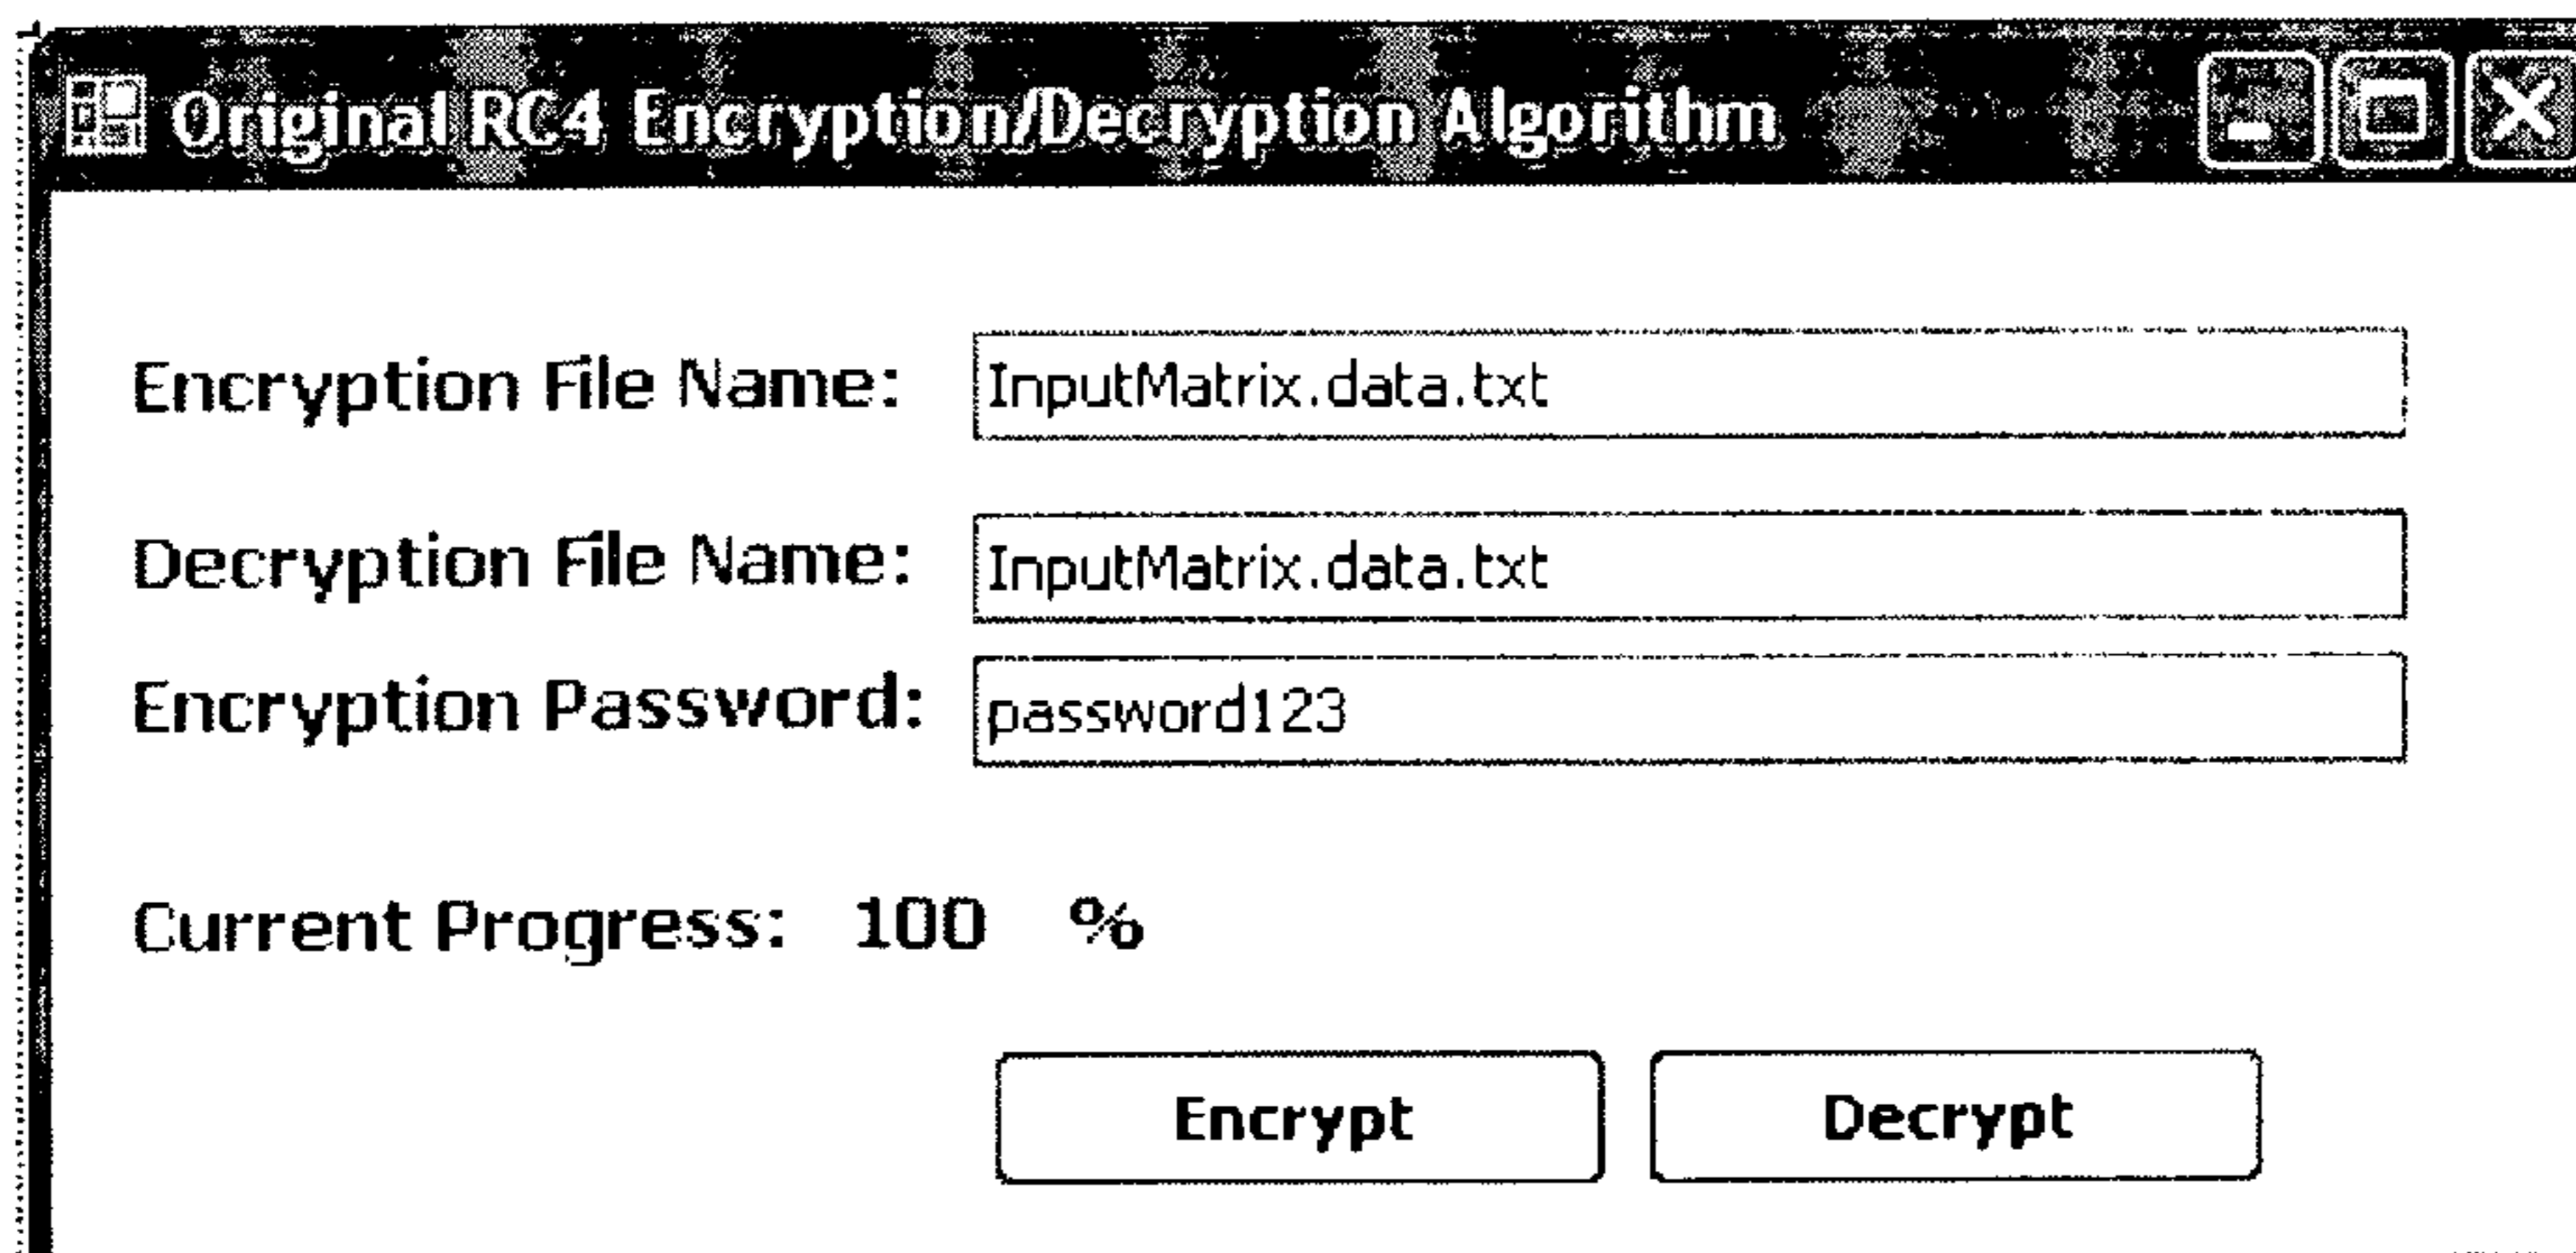 Original RC4 Encryption/Decryption Algorithm
Encryption File Name: InputMatrix.data.txt
Decryption File Name: InputMatrix.data.txt
Encryption Password: password123
Current Progress: 100 %
Encrypt Decrypt